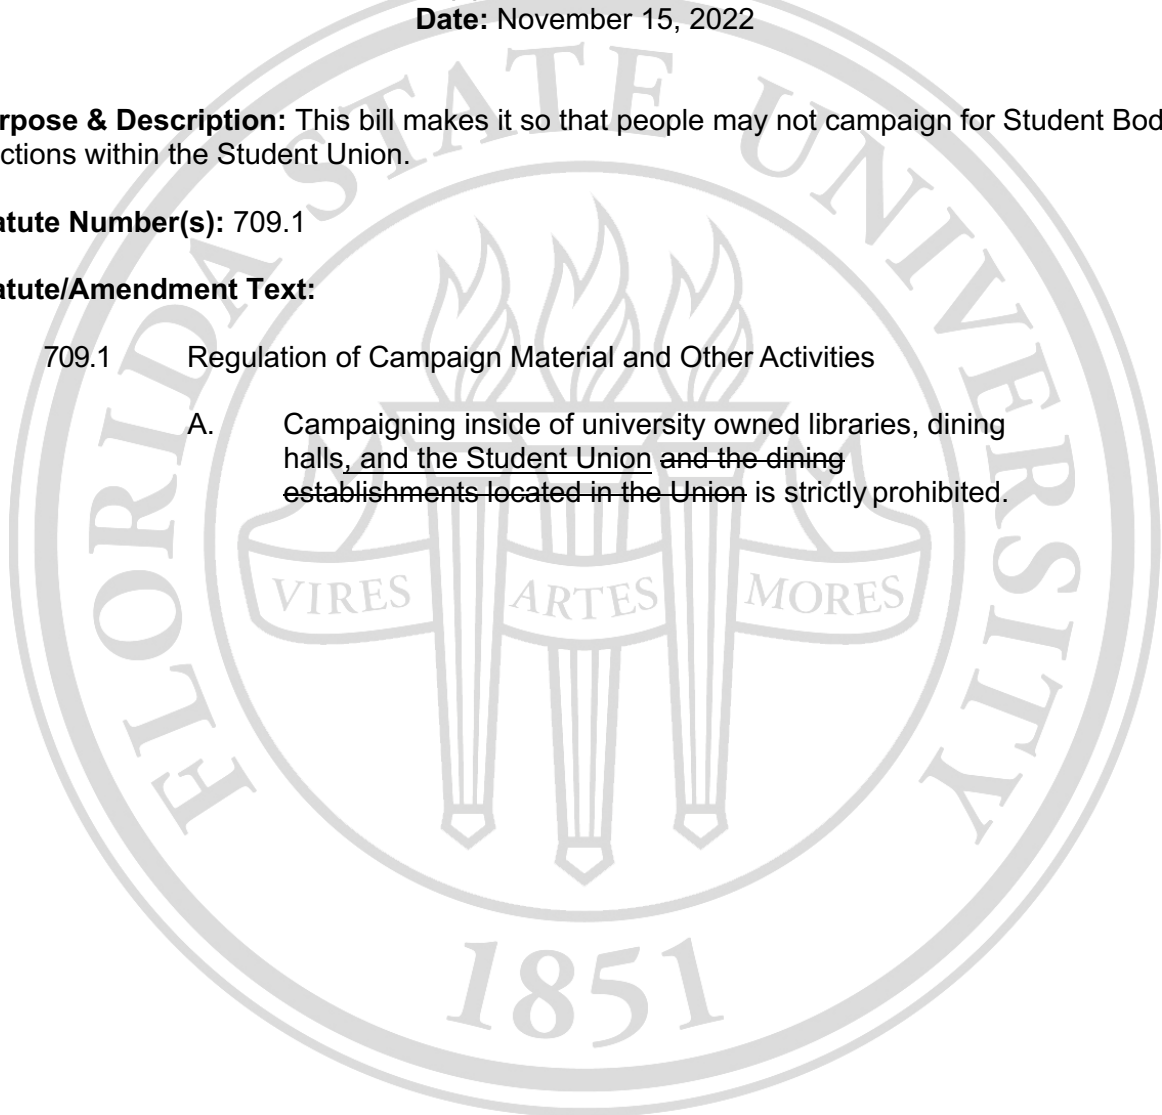 Date: November 15, 2022
rpose & Description: This bill makes it so that people may not campaign for Student Bod
ctions within the Student Union.
atute Number(s): 709.1
atute/Amendment Text:
709.1 Regulation of Campaign Material and Other Activities
A. Campaigning inside of university owned libraries, dining
halls, and the Student Union and the dining
establishments located in the Union is strictly prohibited.
FLORIDA STATE UNIVERSITY
VIRES ARTES MORES
1851